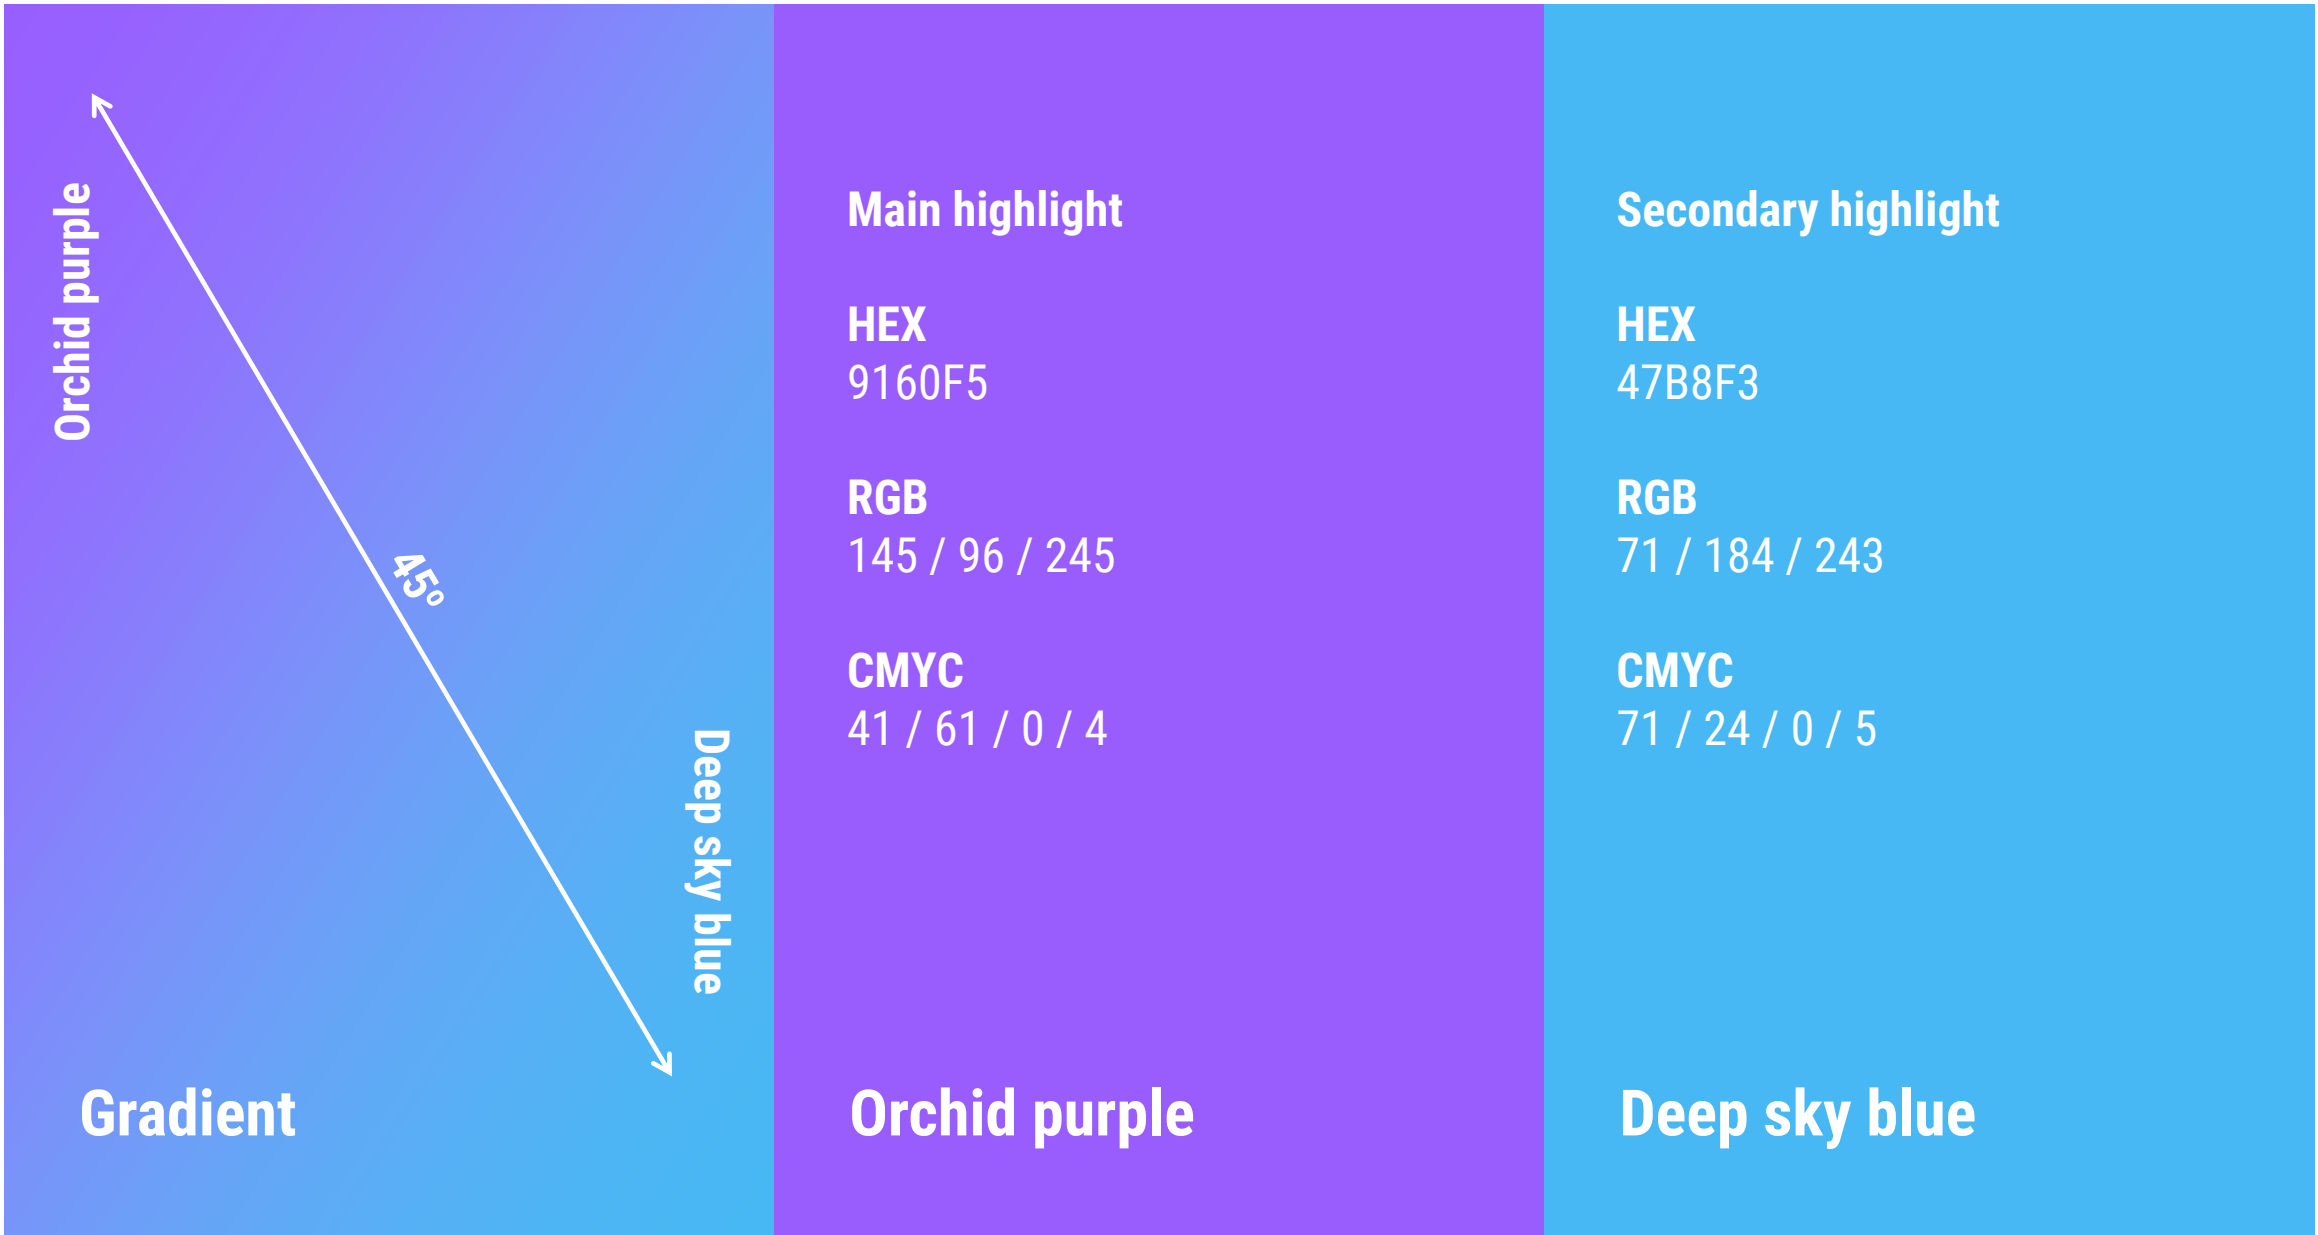 Orchid purple
45º
Deep sky blue
Gradient
Main highlight
HEX
9160F5
RGB
145 / 96 / 245
CMYC
41 / 61 / 0 / 4
Orchid purple
Secondary highlight
HEX
47B8F3
RGB
71 / 184 / 243
CMYC
71 / 24 / 0 / 5
Deep sky blue